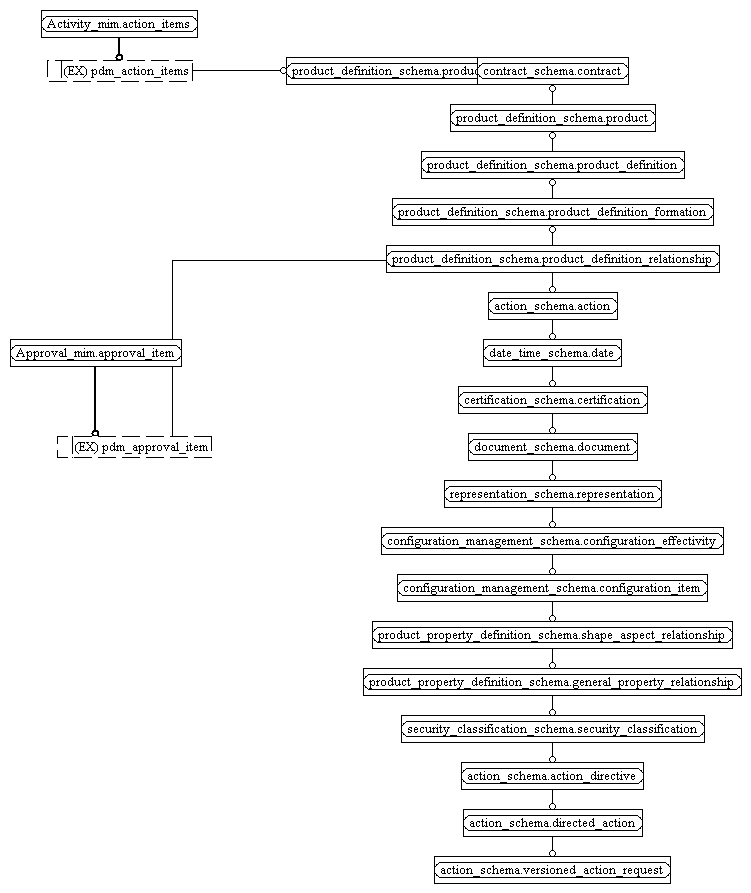 Activity_mim.action_items
(EX) pdm_action_items
product_definition_schema.produc
contract_schema.contract
product_definition_schema.product
product_definition_schema.product_definition
product_definition_schema.product_definition_formation
product_definition_schema.product_definition_relationship
action_schema.action
Approval_mim.approval_item
date_time_schema.date
certification_schema.certification
(EX) pdm_approval_item
document_schema.document
representation_schema.representation
configuration_management_schema.configuration_effectivity
configuration_management_schema.configuration_item
product_property_definition_schema.shape_aspect_relationship
product_property_definition_schema.general_property_relationship
security_classification_schema.security_classification
action_schema.action_directive
action_schema.directed_action
action_schema.versioned_action_request